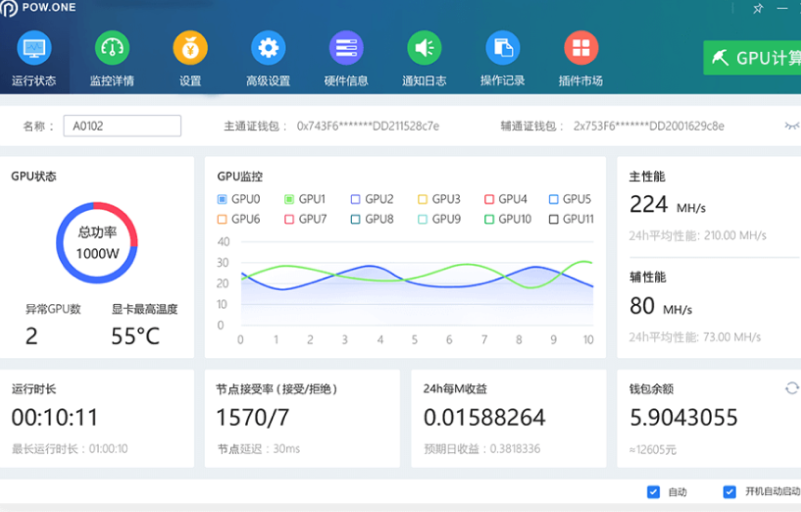 POW.ONE
运行状态 监控详情 设置 高级设置 硬件信息 通知日志 操作记录 插件市场 GPU计算
名称： A0102 主通证钱包： 0x743F6*******DD211528c7e 辅通证钱包： 2x753F6*******DD2001629c8e
GPU状态
总功率
1000W
异常GPU数 显卡最高温度
2 55°C
GPU监控
GPU0 GPU1 GPU2 GPU3 GPU4 GPU5
GPU6 GPU7 GPU8 GPU9 GPU10 GPU11
40
30
20
10
0
0 1 2 3 4 5 6 7 8 9 10
主性能
224 MH/s
24h平均性能: 210.00 MH/s
辅性能
80 MH/s
24h平均性能: 73.00 MH/s
运行时长
00:10:11
最长运行时长：01:00:10
节点接受率 (接受/拒绝)
1570/7
节点延迟：30ms
24h每M收益
0.01588264
预期日收益：0.3818336
钱包余额
5.9043055
≈12605元
自动 开机自动启动